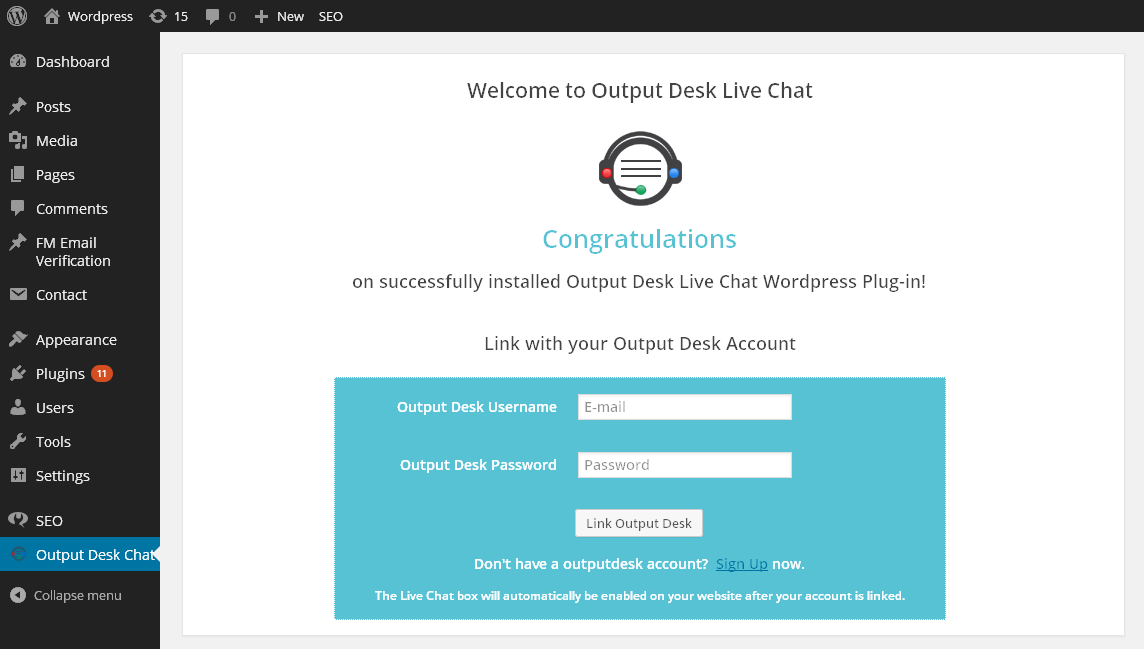 Wordpress 15 0 New SEO
Dashboard
Posts
Media
Pages
Comments
FM Email
Verification
Contact
Appearance
Plugins 11
Users
Tools
Settings
SEO
Output Desk Chat
Collapse menu
Welcome to Output Desk Live Chat
Congratulations
on successfully installed Output Desk Live Chat Wordpress Plug-in!
Link with your Output Desk Account
Output Desk Username E-mail
Output Desk Password Password
Link Output Desk
Don't have a outputdesk account? Sign Up now.
The Live Chat box will automatically be enabled on your website after your account is linked.